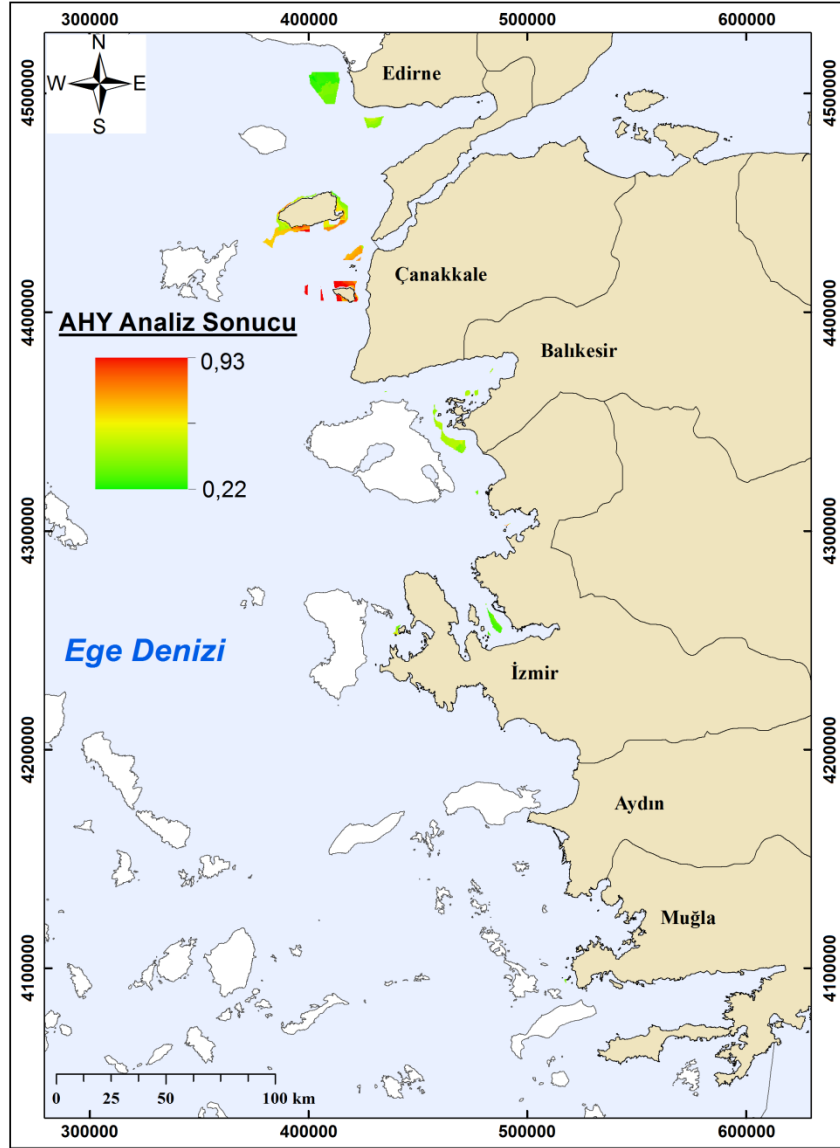 300000 400000 500000 600000
N
W E
S
Edirne
4500000 4500000
Çanakkale
4400000 4400000
AHY Analiz Sonucu
0,93
0,22
Balıkesir
4300000 4300000
Ege Denizi
İzmir
4200000 4200000
Aydın
Muğla
4100000 4100000
0 25 50 100 km
300000 400000 500000 600000